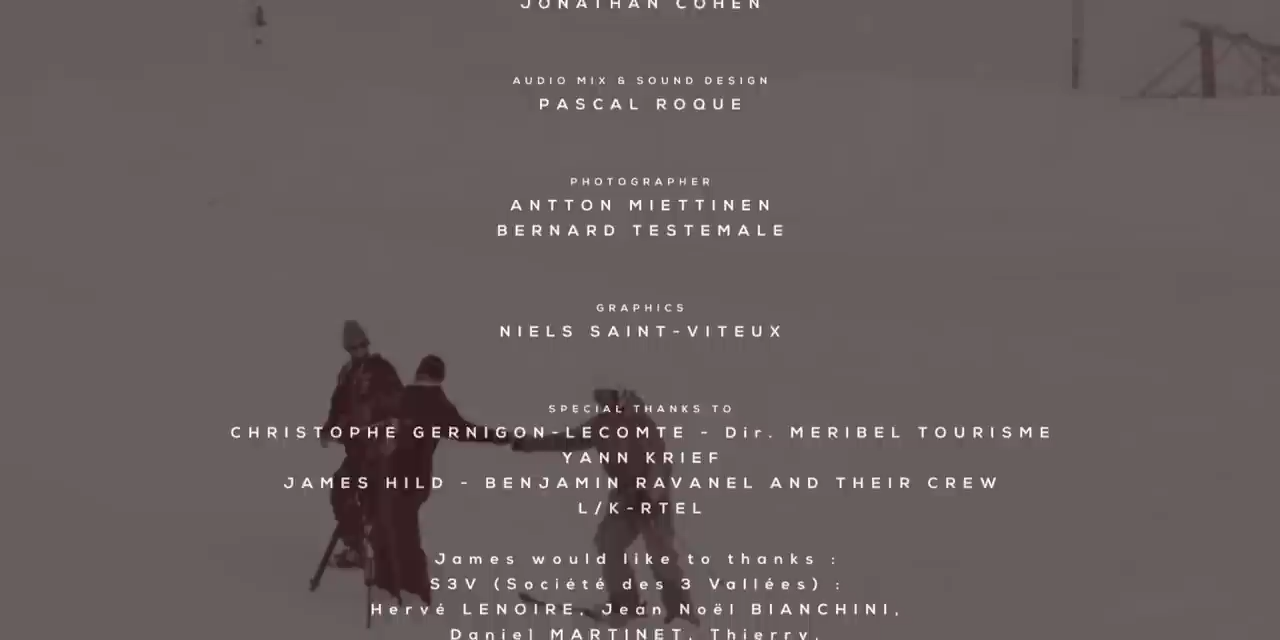 JONATHAN COHEN
AUDIO MIX & SOUND DESIGN
PASCAL ROQUE
PHOTOGRAPHER
ANTTON MIETTINEN
BERNARD TESTEMALE
GRAPHICS
NIELS SAINT-VITEUX
SPECIAL THANKS TO
CHRISTOPHE GERNIGON-LECOMTE - Dir. MERIBEL TOURISME
YANN KRIEF
JAMES HILD - BENJAMIN RAVANEL AND THEIR CREW
L/K-RTEL
James would like to thanks :
S3V (Société des 3 Vallées) :
Hervé LENOIRE, Jean Noël BIANCHINI,
Daniel MARTINET, Thierry,